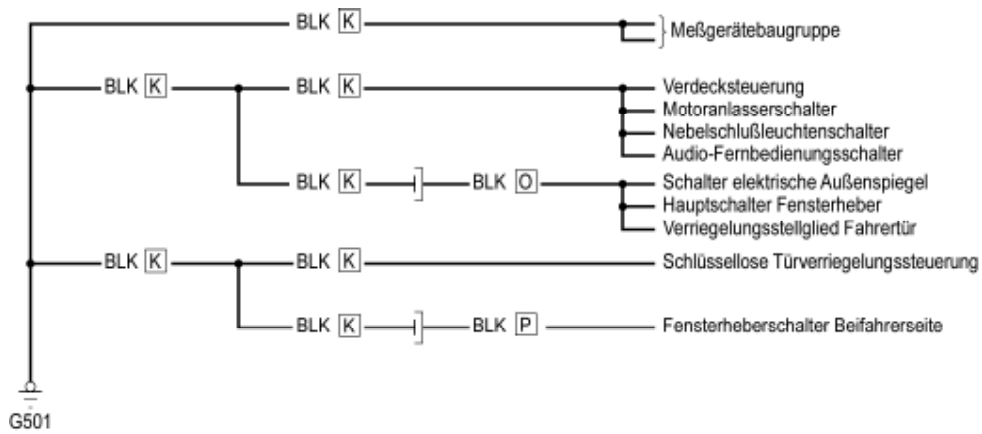 BLK K Meßgerätebaugruppe
BLK K BLK K Verdecksteuerung
Motoranlasserschalter
Nebelschlußleuchtenschalter
Audio-Fernbedienungsschalter
BLK K BLK O Schalter elektrische Außenspiegel
Hauptschalter Fensterheber
Verriegelungsstellglied Fahrertür
BLK K BLK K Schlüssellose Türverriegelungssteuerung
BLK K BLK P Fensterheberschalter Beifahrerseite
G501